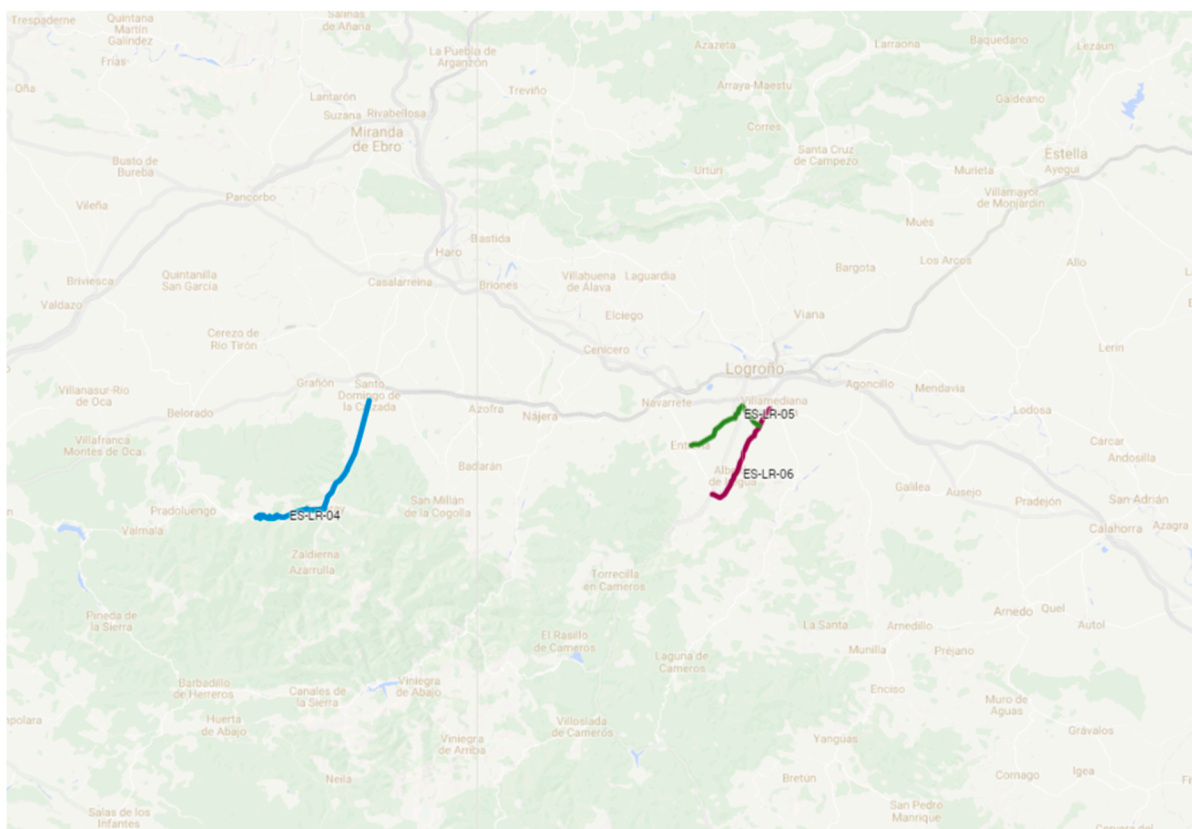 Trespaderne
Quintana
Martín
Galíndez
Salinas
de Añana
Frías
Oña
La Puebla de
Arganzón
Azazeta
Larraona
Baquedano
Lezaun
Treviño
Arraya-Maestu
Galdeano
Lantarón
Suzana
Rivabellosa
Miranda
de Ebro
Corres
Santa Cruz
de Campezo
Estella
Ayegui
Busto de
Bureba
Pancorbo
Urturi
Murieta
Villamayor
de Monjardín
Vileña
Mues
Bastida
Haro
Briviesca
Quintanilla
San García
Casalarreina
Briones
Villabuena
de Álava
Laguardia
Bargota
Los Arcos
Allo
Valdazo
Elciego
Viana
Cerezo de
Río Tirón
Cenicero
Lerín
Logroño
Villanasur-Río
de Oca
Grañón
Santo
Domingo de
la Calzada
Agoncillo
Mendavia
Belorado
Azofra
Nájera
Navarrete
Villamediana
ES-LR-05
Lodosa
Villafranca
Montes de Oca
Cárcar
Andosilla
Badarán
ES-LR-06
San Millán
de la Cogolla
Galilea
Ausejo
Pradejón
San-Adrián
Pradoluengo
ES-LR-04
Valmala
Calahorra
Azagra
Zaldierna
Azarrulla
Torrecilla
en Cameros
Pineda de
la Sierra
Arnedo
Quel
Autol
La Santa
Arnedillo
El Rasillo
de Cameros
Munilla
Préjano
Laguna de
Cameros
Barbadillo
de Herreros
Canales de
la Sierra
Viniegra
de Abajo
Enciso
Muro de
Aguas
Huerta
de Abajo
Villoslada
de Cameros
Grávalos
Viniegra
de Arriba
Yanguas
Neila
Bretún
Cornago
Igea
Salas de los
Infantes
San Pedro
Manrique